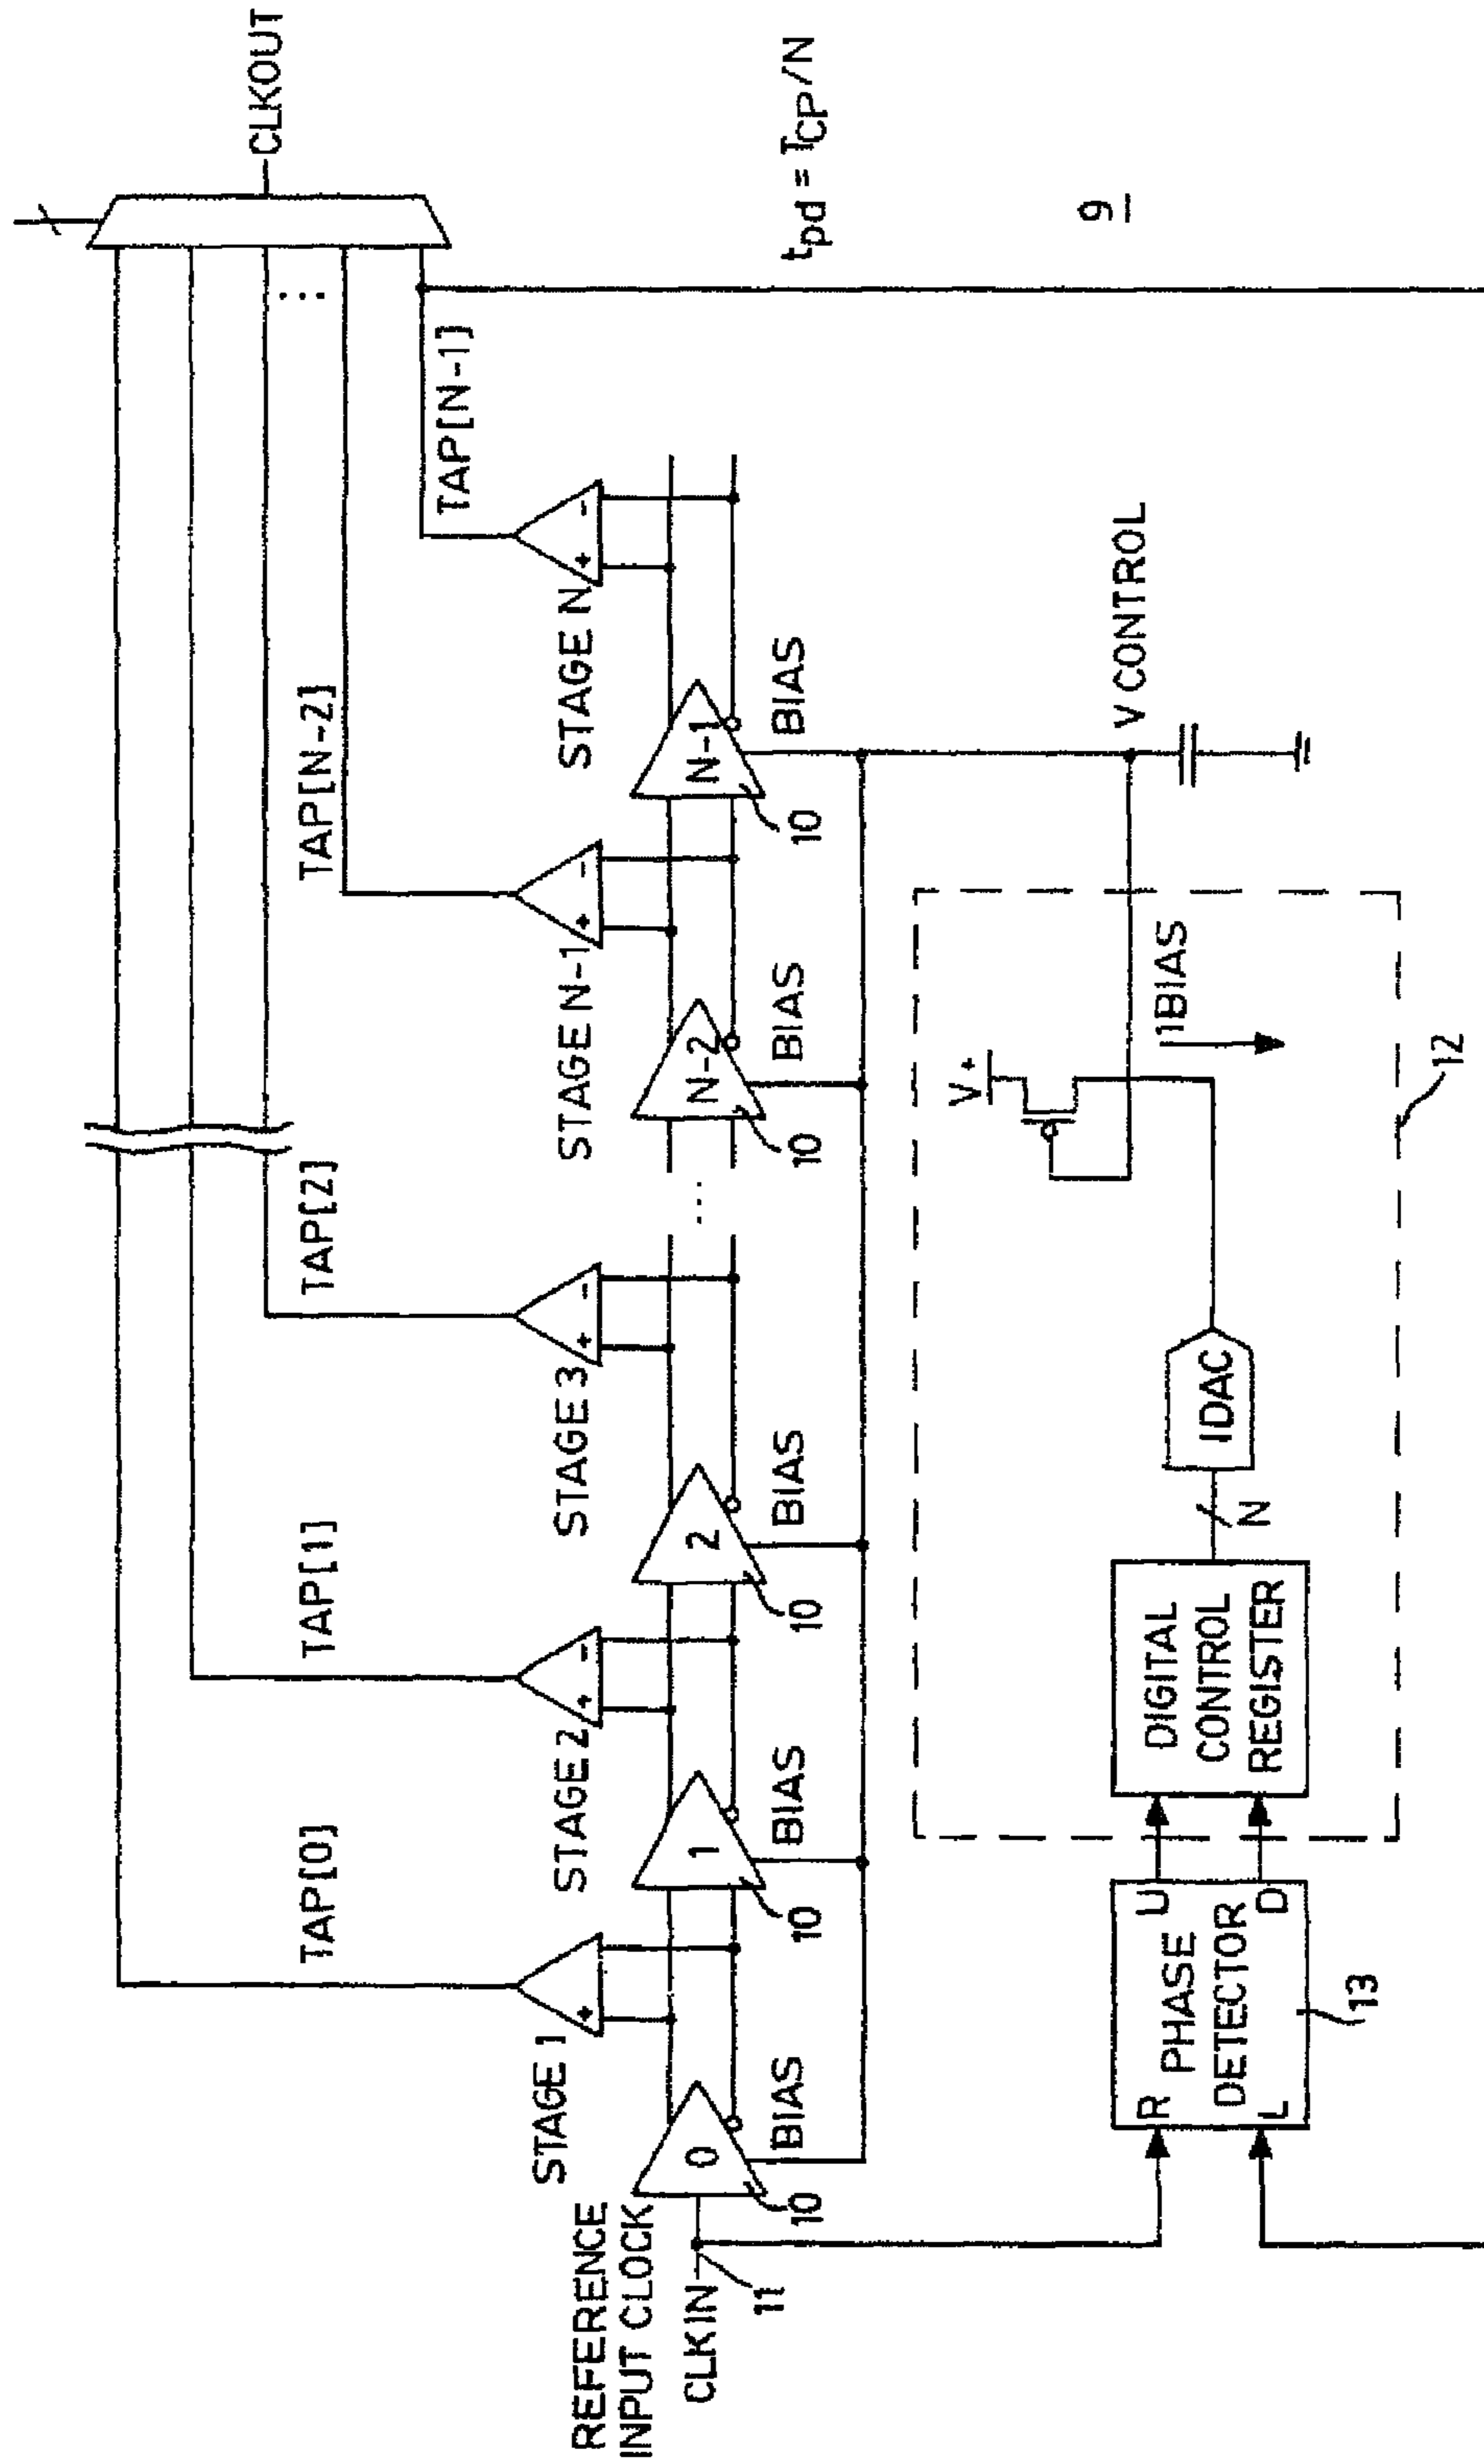 CLKOUT
TAP[0]
TAP[1]
TAP[2]
TAP[N-2]
TAP[N-1]
...
t_pd = T_CP/N
STAGE 1
STAGE 2
STAGE 3
STAGE N-1
STAGE N
+
+ -
+ -
+ -
+ -
REFERENCE
INPUT CLOCK
CLKIN
11
0
1
2
...
N-2
N-1
10
10
10
10
10
BIAS
BIAS
BIAS
BIAS
BIAS
9
V CONTROL
V+
IBIAS
R
U
PHASE
DETECTOR
L
D
13
DIGITAL
CONTROL
REGISTER
N
IDAC
12